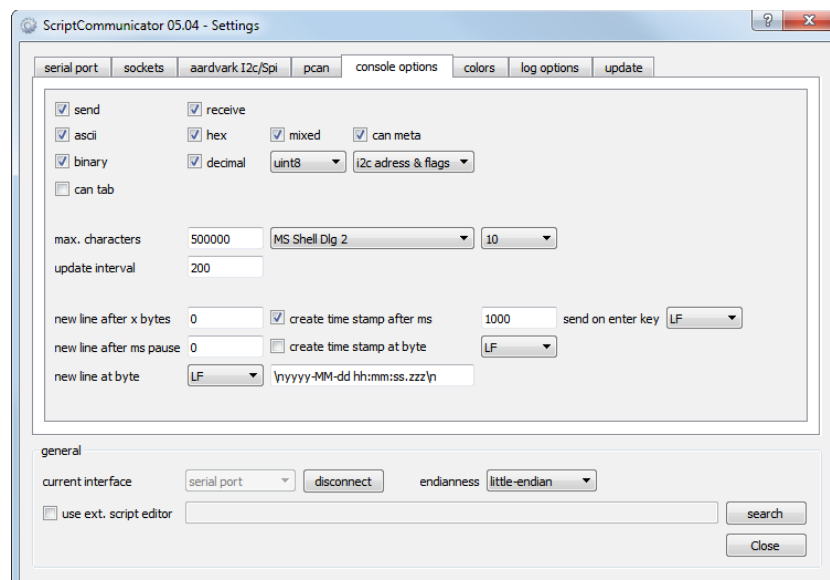 ScriptCommunicator 05.04 - Settings
serial port sockets aardvark I2c/Spi pcan console options colors log options update
send receive
ascii hex mixed can meta
binary decimal uint8 i2c adress & flags
can tab
max. characters 500000 MS Shell Dlg 2 10
update interval 200
new line after x bytes 0 create time stamp after ms 1000 send on enter key LF
new line after ms pause 0 create time stamp at byte LF
new line at byte LF \nyyyy-MM-dd hh:mm:ss.zzz\n
general
current interface serial port disconnect endianness little-endian
use ext. script editor search
Close